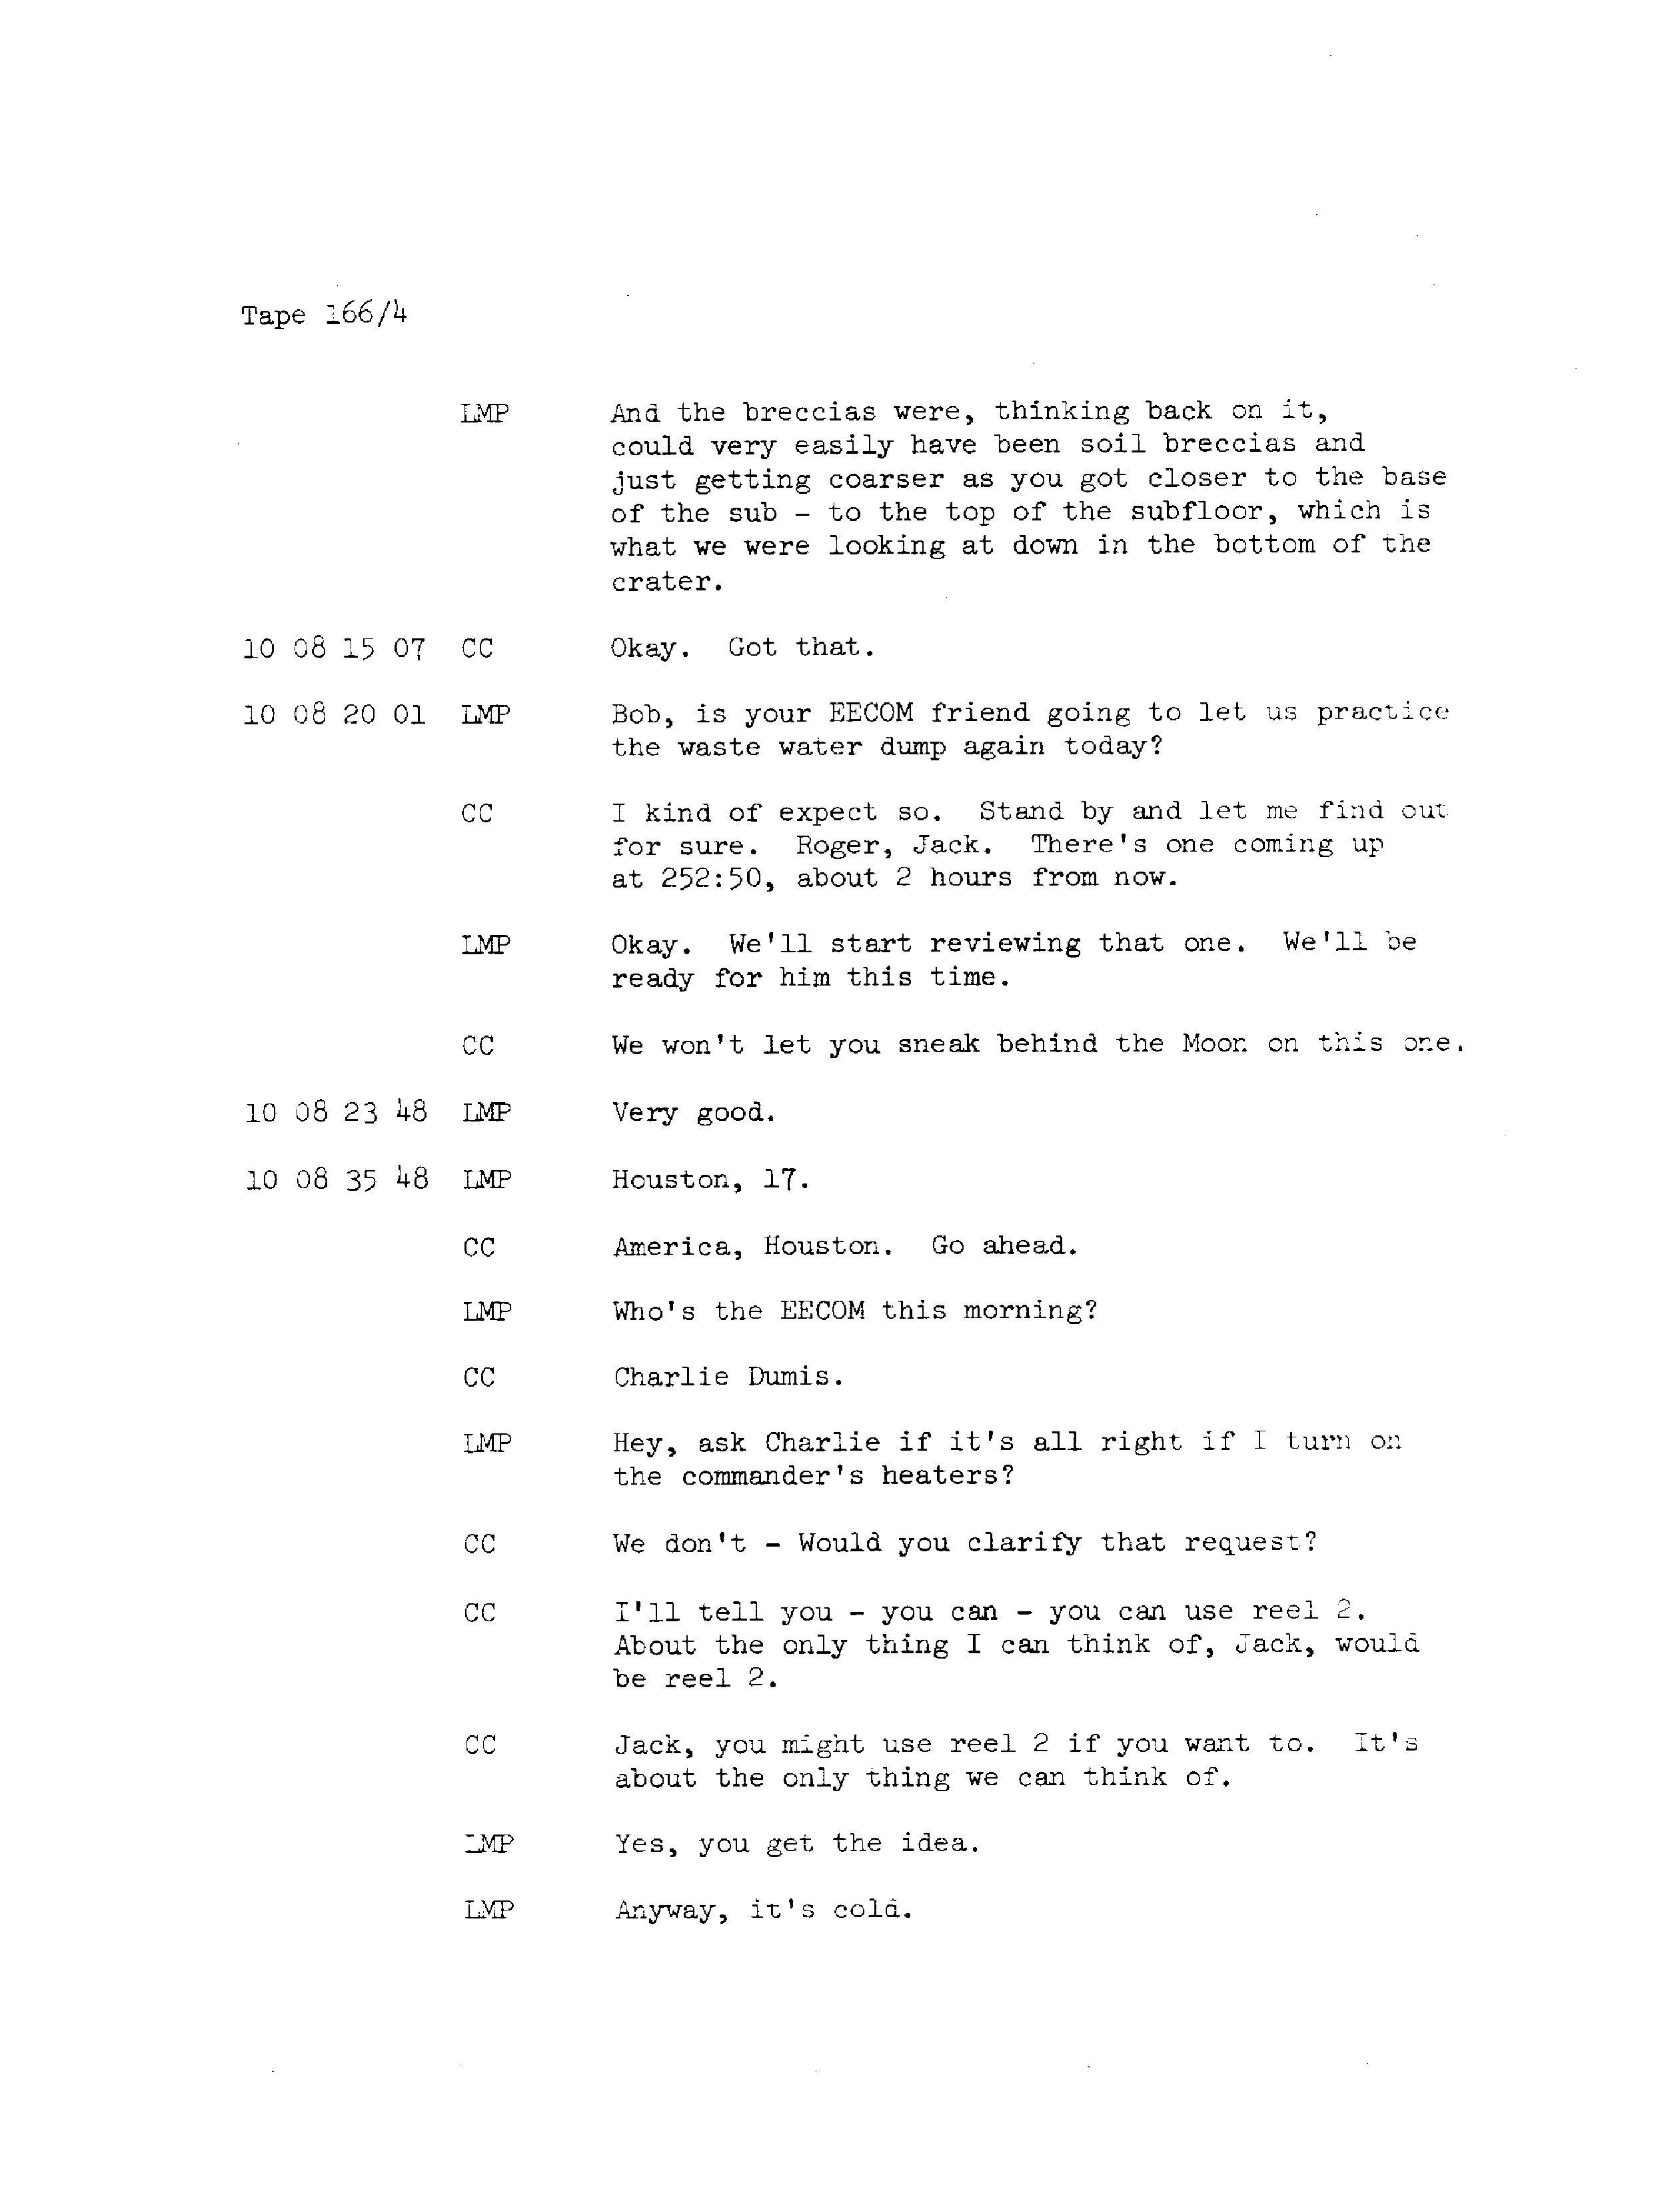 Tape 166/4
LMP And the breccias were, thinking back on it,
could very easily have been soil breccias and
just getting coarser as you got closer to the base
of the sub - to the top of the subfloor, which is
what we were looking at down in the bottom of the
crater.
10 08 15 07 CC Okay. Got that.
10 08 20 01 LMP Bob, is your EECOM friend going to let us practice
the waste water dump again today?
CC I kind of expect so. Stand by and let me find out
for sure. Roger, Jack. There's one coming up
at 252:50, about 2 hours from now.
LMP Okay. We'll start reviewing that one. We'll be
ready for him this time.
CC We won't let you sneak behind the Moon on this one.
10 08 23 48 LMP Very good.
10 08 35 48 LMP Houston, 17.
CC America, Houston. Go ahead.
LMP Who's the EECOM this morning?
CC Charlie Dumis.
LMP Hey, ask Charlie if it's all right if I turn on
the commander's heaters?
CC We don't - Would you clarify that request?
CC I'll tell you - you can - you can use reel 2.
About the only thing I can think of, Jack, would
be reel 2.
CC Jack, you might use reel 2 if you want to. It's
about the only thing we can think of.
LMP Yes, you get the idea.
LMP Anyway, it's cold.